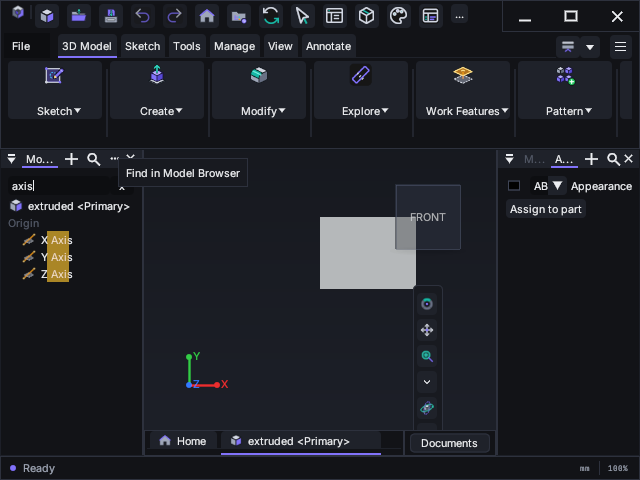 File
3D Model
Sketch
Tools
Manage
View
Annotate
...
Sketch
Create
Modify
Explore
Work Features
Pattern
Mo...
M...
A...
Find in Model Browser
axis
x
extruded <Primary>
Origin
X Axis
Y Axis
Z Axis
AB
Appearance
Assign to part
FRONT
Y
Z
X
Home
extruded <Primary>
Documents
Ready
mm
100%